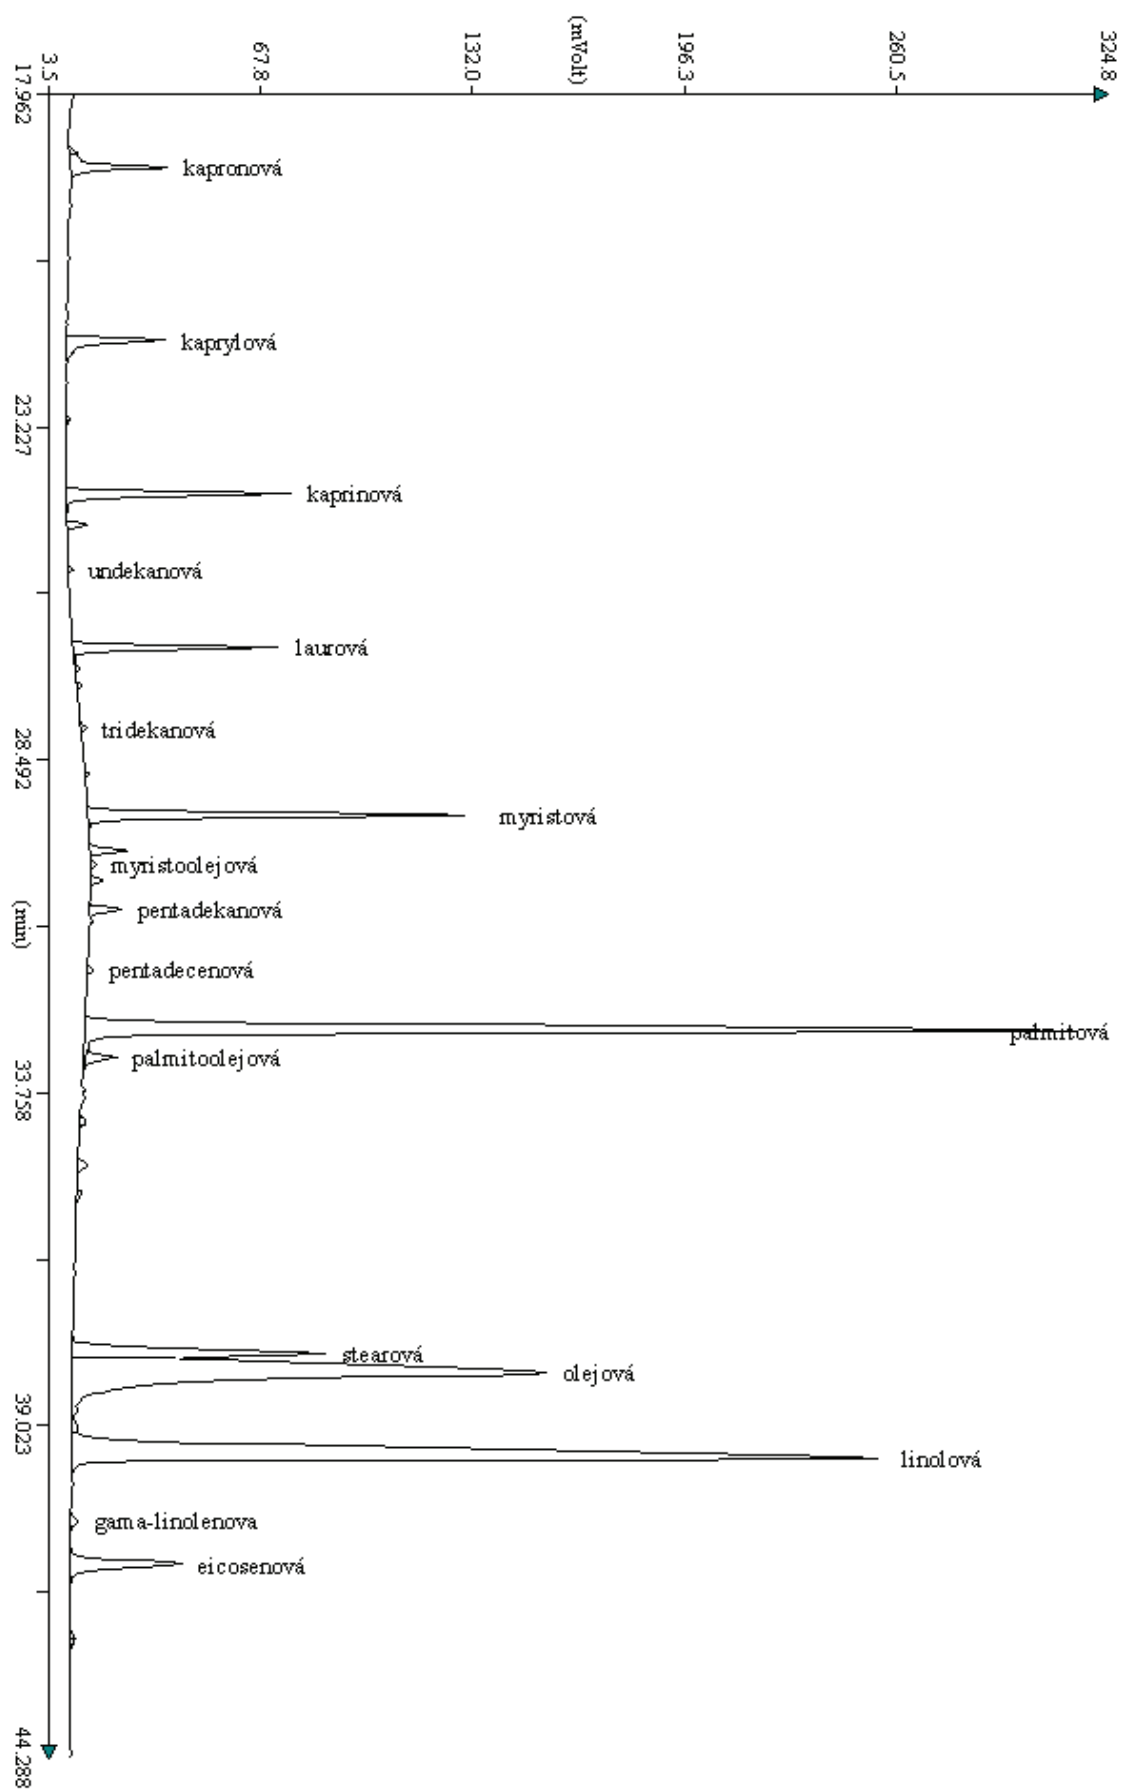 324.8
260.5
196.3
(mVolt)
132.0
67.8
3.5
17.962
kapronová
kaprylová
23.227
kaprinová
undekanová
laurová
tridekanová
28.492
myristová
myristoolejová
pentadekanová
(min)
pentadecenová
palmitová
palmitoolejová
33.758
stearová
olejová
39.023
linolová
gama-linolenova
eicosenová
44.288